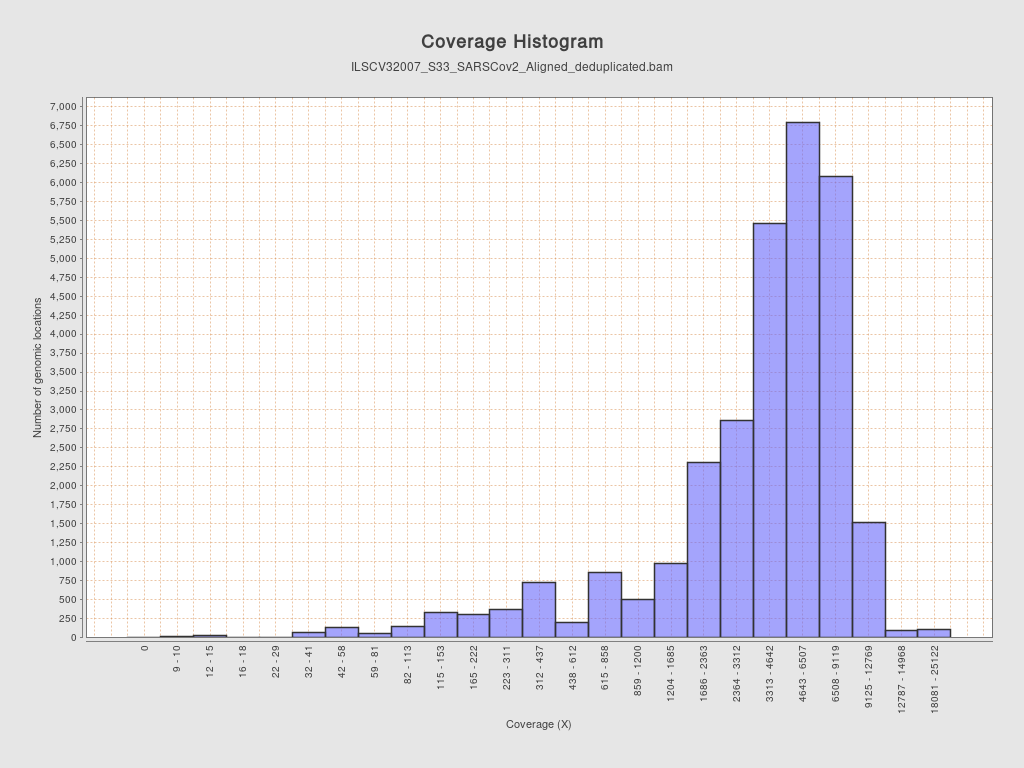 Coverage Histogram
ILSCV32007_S33_SARSCov2_Aligned_deduplicated.bam
Number of genomic locations
7,000
6,750
6,500
6,250
6,000
5,750
5,500
5,250
5,000
4,750
4,500
4,250
4,000
3,750
3,500
3,250
3,000
2,750
2,500
2,250
2,000
1,750
1,500
1,250
1,000
750
500
250
0
0
9 - 10
12 - 15
16 - 18
22 - 29
32 - 41
42 - 58
59 - 81
82 - 113
115 - 153
165 - 222
223 - 311
312 - 437
438 - 612
615 - 858
859 - 1200
1204 - 1685
1686 - 2363
2364 - 3312
3313 - 4642
4643 - 6507
6508 - 9119
9125 - 12769
12787 - 14968
18081 - 25122
Coverage (X)